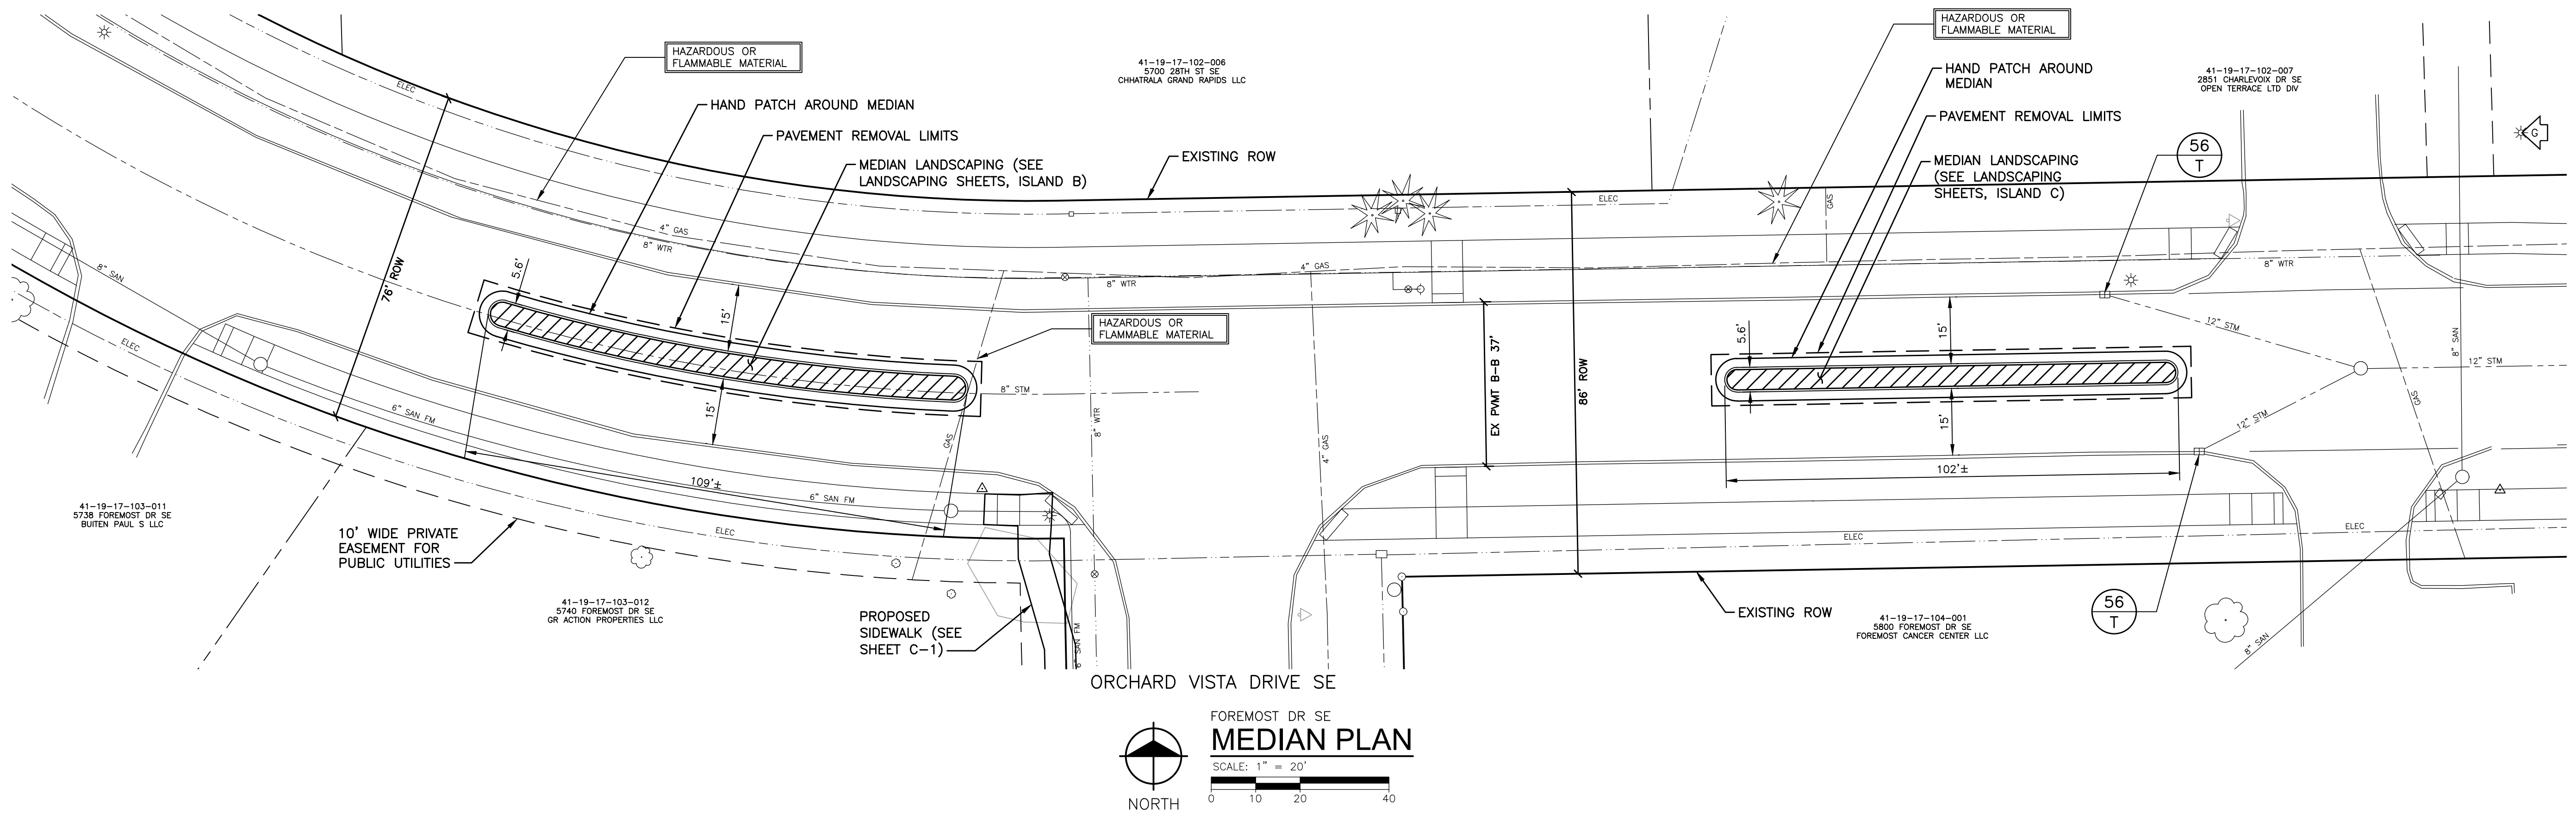 HAZARDOUS OR
FLAMMABLE MATERIAL
41-19-17-102-006
5700 28TH ST SE
CHHATRALA GRAND RAPIDS LLC
HAZARDOUS OR
FLAMMABLE MATERIAL
41-19-17-102-007
2851 CHARLEVOIX DR SE
OPEN TERRACE LTD DIV
ELEC
HAND PATCH AROUND MEDIAN
PAVEMENT REMOVAL LIMITS
MEDIAN LANDSCAPING (SEE
LANDSCAPING SHEETS, ISLAND B)
EXISTING ROW
HAND PATCH AROUND
MEDIAN
PAVEMENT REMOVAL LIMITS
MEDIAN LANDSCAPING
(SEE LANDSCAPING
SHEETS, ISLAND C)
56
T
G
ELEC
GAS
4" GAS
8" WTR
8" SAN
76' ROW
5.6'
15'
15'
4" GAS
8" WTR
8" WTR
HAZARDOUS OR
FLAMMABLE MATERIAL
8" STM
8" WTR
GAS
4" GAS
EX PVMT B-B 37'
86' ROW
5.6'
15'
15'
102'±
12" STM
12" STM
12" STM
8" SAN
GAS
ELEC
6" SAN FM
109'±
6" SAN FM
ELEC
ELEC
ELEC
41-19-17-103-011
5738 FOREMOST DR SE
BUITEN PAUL S LLC
10' WIDE PRIVATE
EASEMENT FOR
PUBLIC UTILITIES
41-19-17-103-012
5740 FOREMOST DR SE
GR ACTION PROPERTIES LLC
PROPOSED
SIDEWALK (SEE
SHEET C-1)
6" SAN FM
EXISTING ROW
41-19-17-104-001
5800 FOREMOST DR SE
FOREMOST CANCER CENTER LLC
56
T
8" SAN
ORCHARD VISTA DRIVE SE
FOREMOST DR SE
MEDIAN PLAN
SCALE: 1" = 20'
0 10 20 40
NORTH